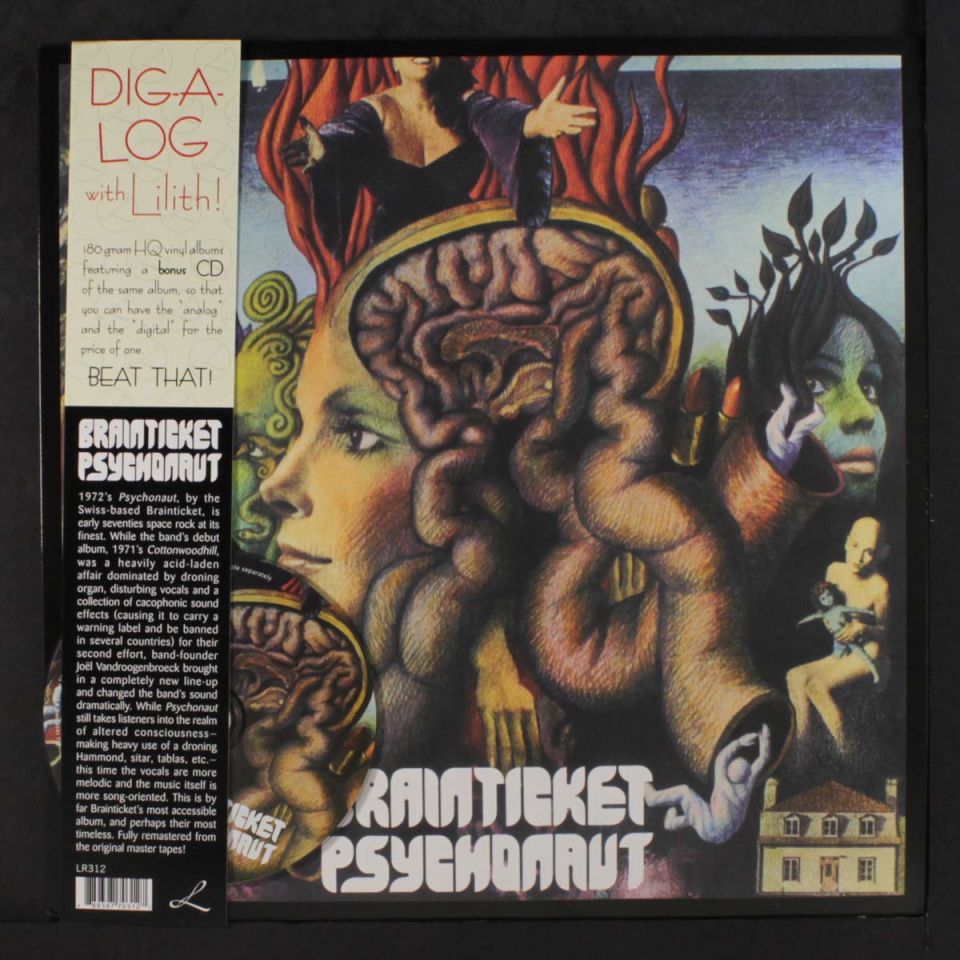 DIG-A-
LOG
with Lilith!
180 gram HQ vinyl albums
featuring a bonus CD
of the same album, so that
you can have the "analog"
and the "digital" for the
price of one.
BEAT THAT!
BRAINTICKET
PSYCHONAUT
1972's Psychonaut, by the
Swiss-based Brainticket, is
early seventies space rock at its
finest. While the band's debut
album, 1971's Cottonwoodhill,
was a heavily acid-laden
affair dominated by droning
organ, disturbing vocals and a
collection of cacophonic sound
effects (causing it to carry a
warning label and be banned
in several countries) for their
second effort, band-founder
Joël Vandroogenbroeck brought
in a completely new line-up
and changed the band's sound
dramatically. While Psychonaut
still takes listeners into the realm
of altered consciousness—
making heavy use of a droning
Hammond, sitar, tablas, etc.—
this time the vocals are more
melodic and the music itself is
more song-oriented. This is by
far Brainticket's most accessible
album, and perhaps their most
timeless. Fully remastered from
the original master tapes!
LR312
L
separately
ICKET
NAUT
BRAINTICKET
PSYCHONAUT